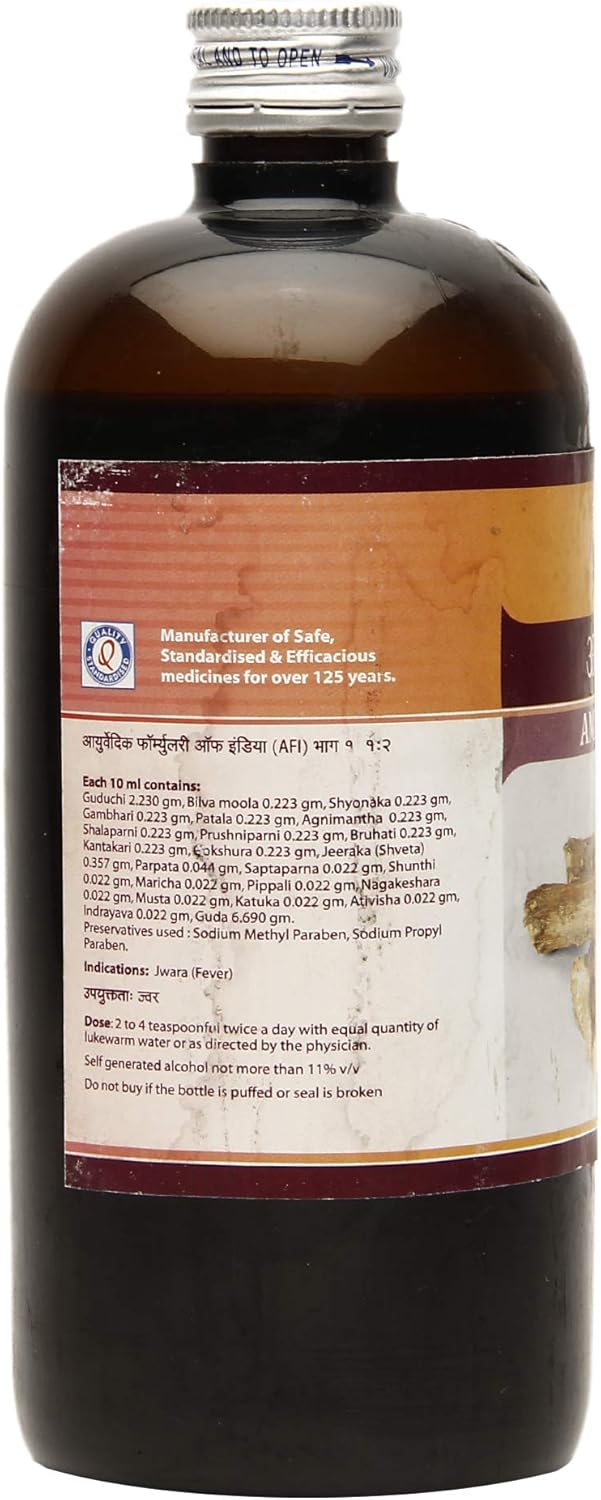 AND TO OPEN
QUALITY
Q
STANDARDISED
Manufacturer of Safe,
Standardised & Efficacious
medicines for over 125 years.
आयुर्वेदिक फॉर्म्युलरी ऑफ इंडिया (AFI) भाग १ १:२
Each 10 ml contains:
Guduchi 2.230 gm, Bilva moola 0.223 gm, Shyonaka 0.223 gm,
Gambhari 0.223 gm, Patala 0.223 gm, Agnimantha 0.223 gm,
Shalaparni 0.223 gm, Prushniparni 0.223 gm, Bruhati 0.223 gm,
Kantakari 0.223 gm, Gokshura 0.223 gm, Jeeraka (Shveta)
0.357 gm, Parpata 0.044 gm, Saptaparna 0.022 gm, Shunthi
0.022 gm, Maricha 0.022 gm, Pippali 0.022 gm, Nagakeshara
0.022 gm, Musta 0.022 gm, Katuka 0.022 gm, Ativisha 0.022 gm,
Indrayava 0.022 gm, Guda 6.690 gm.
Preservatives used : Sodium Methyl Paraben, Sodium Propyl
Paraben.
Indications: Jwara (Fever)
उपयुक्तताः ज्वर
Dose: 2 to 4 teaspoonful twice a day with equal quantity of
lukewarm water or as directed by the physician.
Self generated alcohol not more than 11% v/v
Do not buy if the bottle is puffed or seal is broken